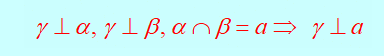 γ ⊥ α, γ ⊥ β, α ∩ β = a ⇒ γ ⊥ a